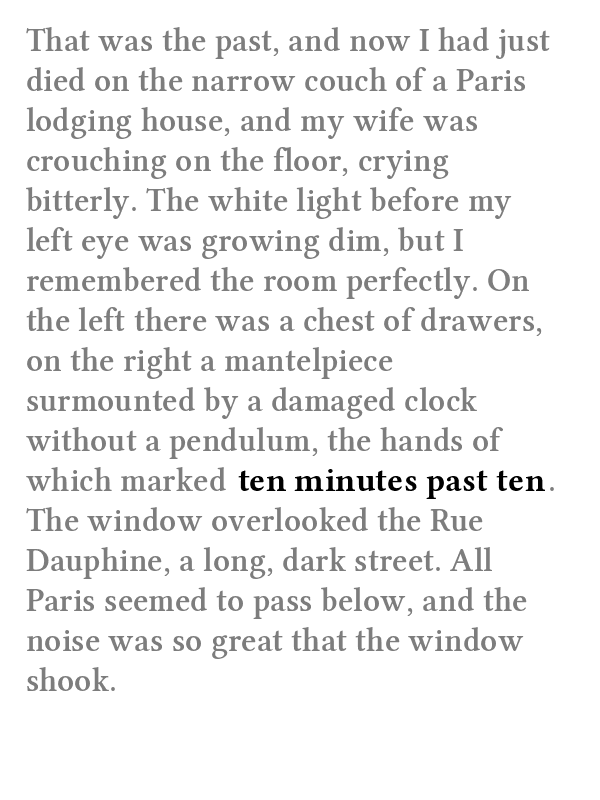 That was the past, and now I had just
died on the narrow couch of a Paris
lodging house, and my wife was
crouching on the floor, crying
bitterly. The white light before my
left eye was growing dim, but I
remembered the room perfectly. On
the left there was a chest of drawers,
on the right a mantelpiece
surmounted by a damaged clock
without a pendulum, the hands of
which marked ten minutes past ten.
The window overlooked the Rue
Dauphine, a long, dark street. All
Paris seemed to pass below, and the
noise was so great that the window
shook.